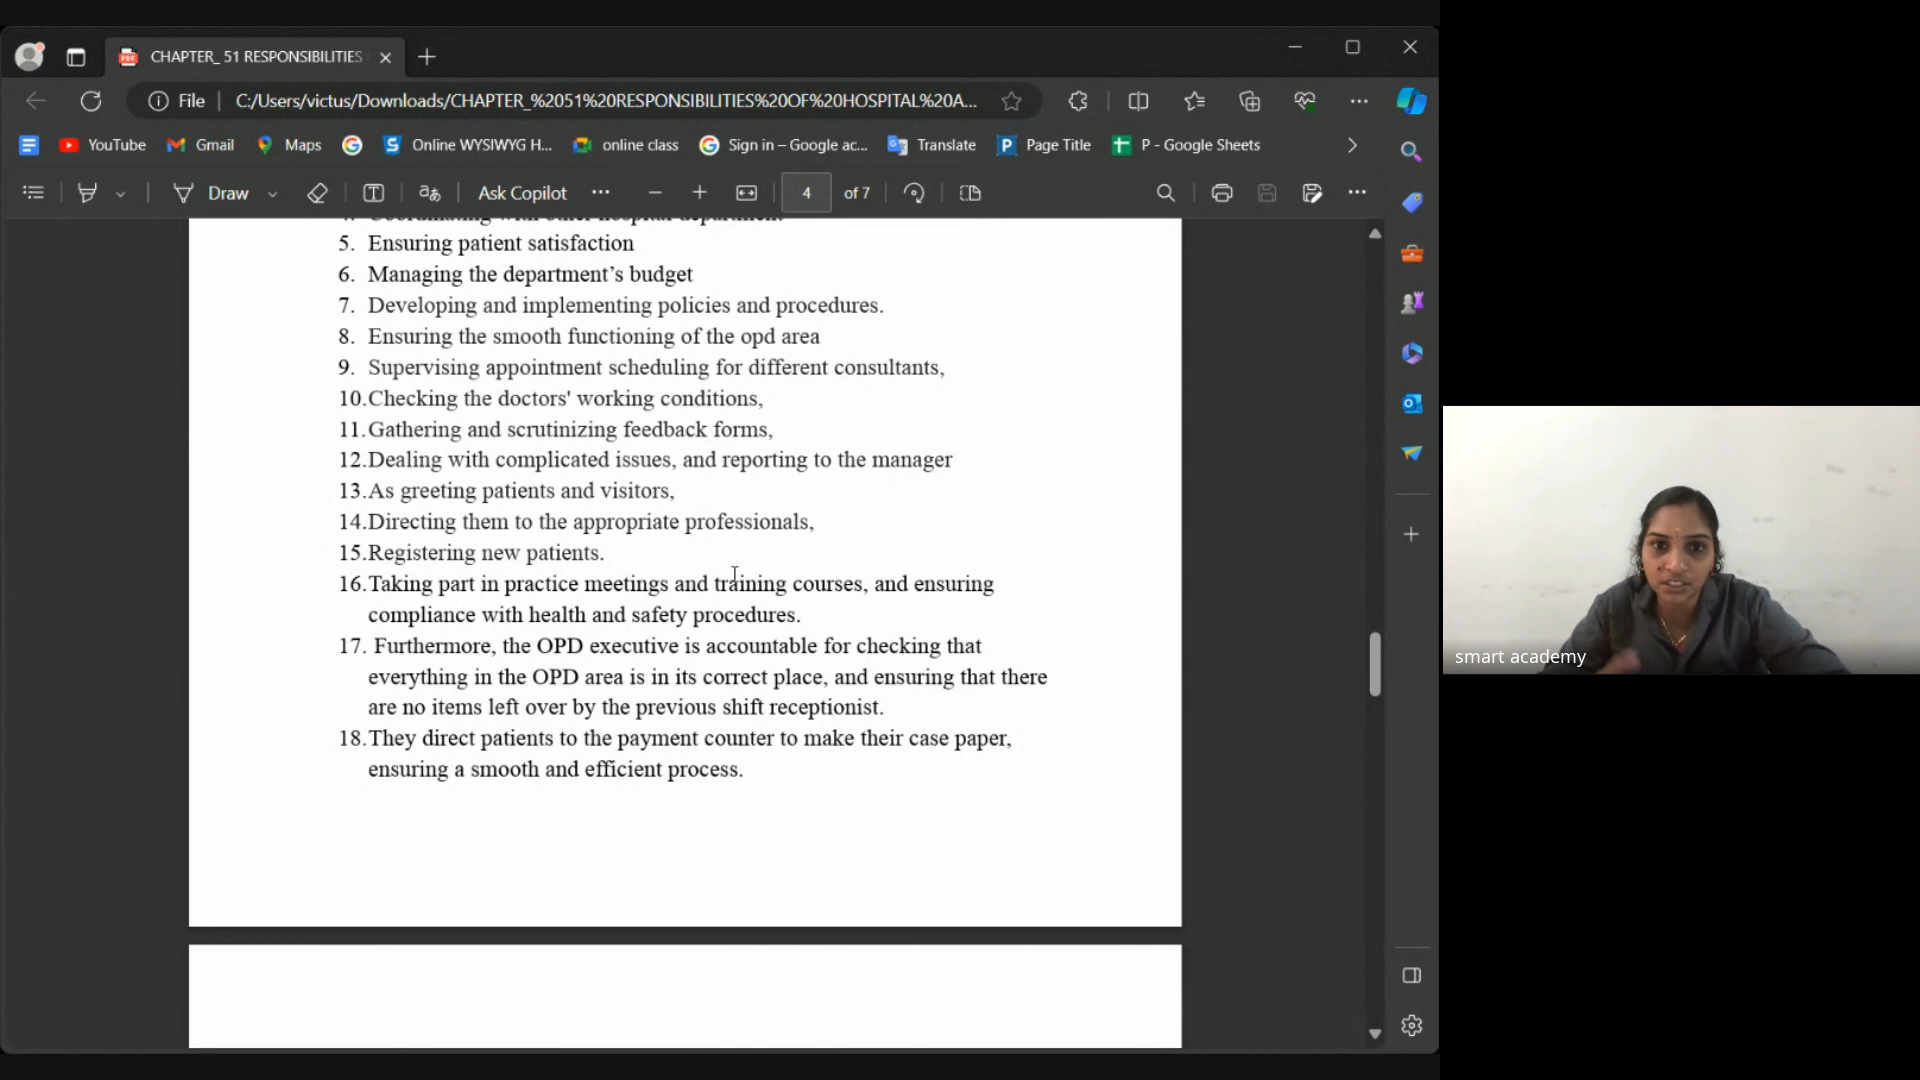 CHAPTER_ 51 RESPONSIBILITIES
File
C:/Users/victus/Downloads/CHAPTER_%2051%20RESPONSIBILITIES%20OF%20HOSPITAL%20A...
YouTube
Gmail
Maps
Online WYSIWYG H...
online class
Sign in – Google ac...
Translate
Page Title
P - Google Sheets
Draw
Ask Copilot
4
of 7
4. Coordinating with other hospital department
5. Ensuring patient satisfaction
6. Managing the department’s budget
7. Developing and implementing policies and procedures.
8. Ensuring the smooth functioning of the opd area
9. Supervising appointment scheduling for different consultants,
10.Checking the doctors' working conditions,
11.Gathering and scrutinizing feedback forms,
12.Dealing with complicated issues, and reporting to the manager
13.As greeting patients and visitors,
14.Directing them to the appropriate professionals,
15.Registering new patients.
16.Taking part in practice meetings and training courses, and ensuring
compliance with health and safety procedures.
17. Furthermore, the OPD executive is accountable for checking that
everything in the OPD area is in its correct place, and ensuring that there
are no items left over by the previous shift receptionist.
18.They direct patients to the payment counter to make their case paper,
ensuring a smooth and efficient process.
smart academy